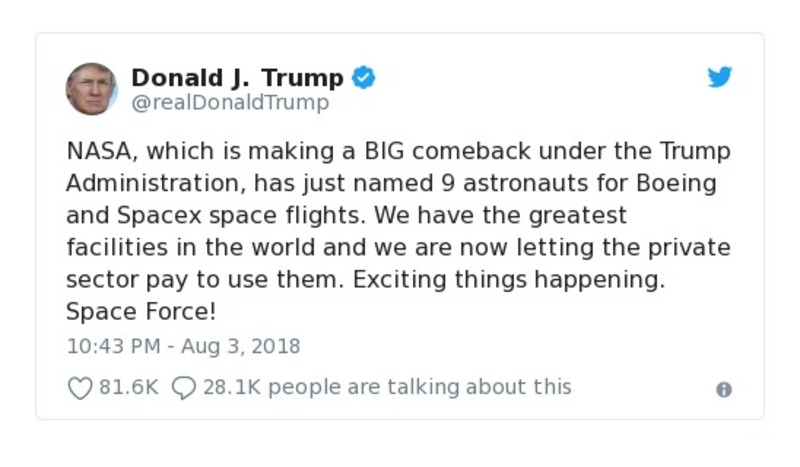 Donald J. Trump
@realDonaldTrump
NASA, which is making a BIG comeback under the Trump
Administration, has just named 9 astronauts for Boeing
and Spacex space flights. We have the greatest
facilities in the world and we are now letting the private
sector pay to use them. Exciting things happening.
Space Force!
10:43 PM - Aug 3, 2018
81.6K 28.1K people are talking about this